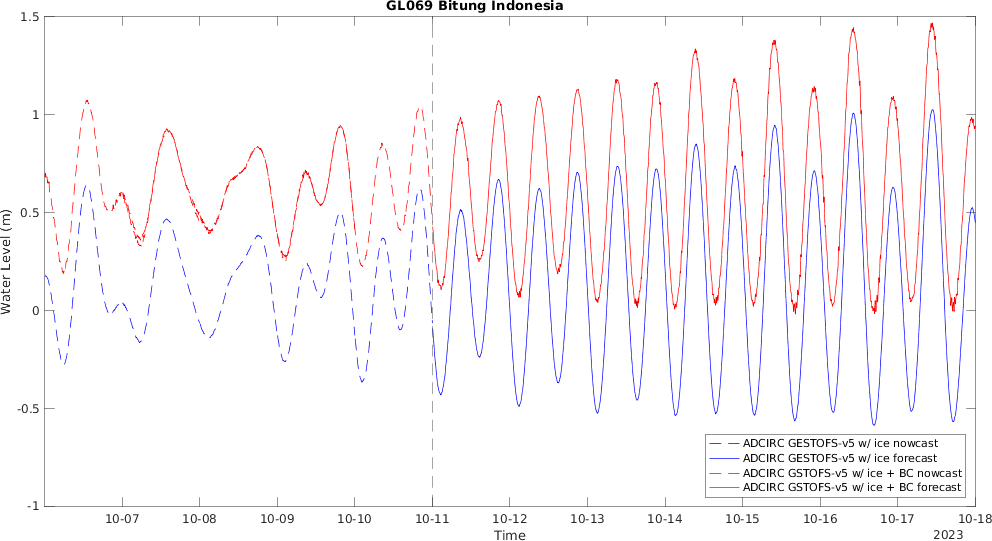 GL069 Bitung Indonesia
1.5
1
0.5
0
-0.5
-1
Water Level (m)
10-07 10-08 10-09 10-10 10-11 10-12 10-13 10-14 10-15 10-16 10-17 10-18
Time
2023
ADCIRC GESTOFS-v5 w/ ice nowcast
ADCIRC GESTOFS-v5 w/ ice forecast
ADCIRC GSTOFS-v5 w/ ice + BC nowcast
ADCIRC GSTOFS-v5 w/ ice + BC forecast